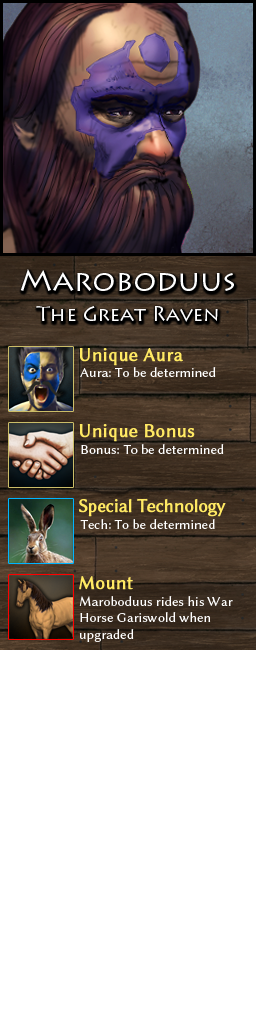 Maroboduus
The Great Raven
Unique Aura
Aura: To be determined
Unique Bonus
Bonus: To be determined
Special Technology
Tech: To be determined
Mount
Maroboduus rides his War
Horse Gariswold when
upgraded